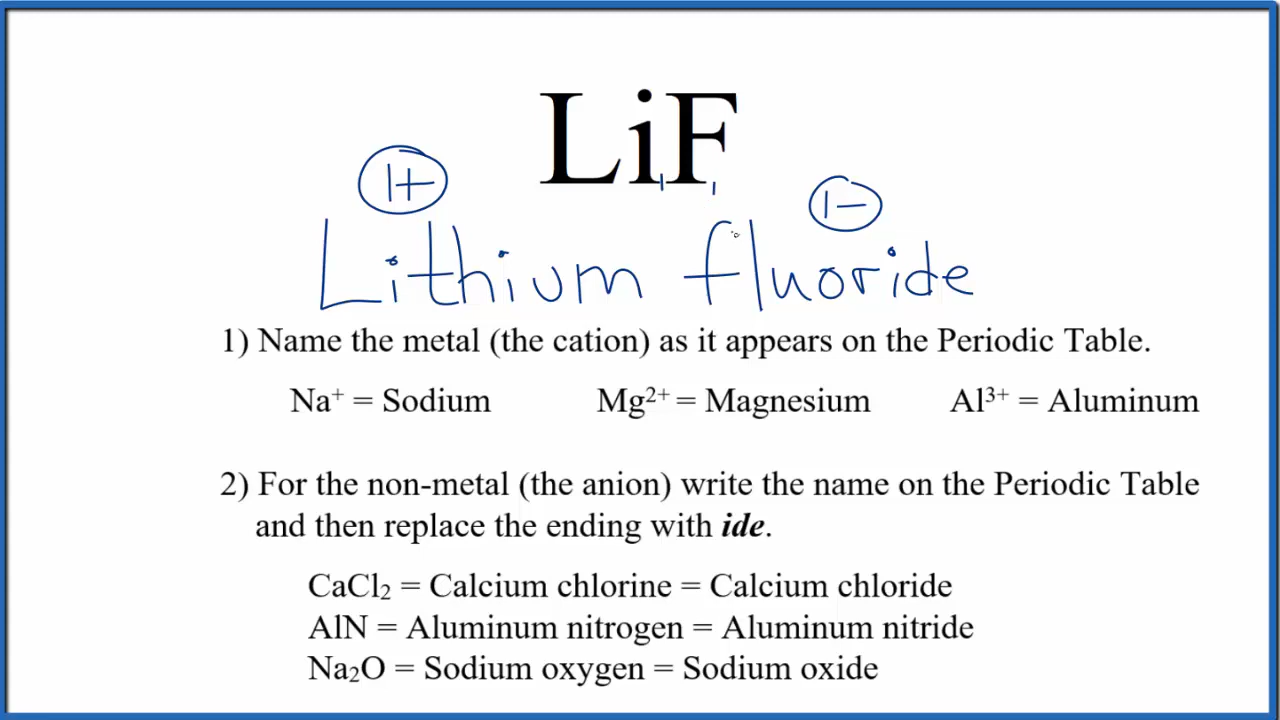 LiF
1+ 1-
Lithium fluoride
1) Name the metal (the cation) as it appears on the Periodic Table.
Na⁺ = Sodium Mg²⁺ = Magnesium Al³⁺ = Aluminum
2) For the non-metal (the anion) write the name on the Periodic Table
and then replace the ending with ide.
CaCl₂ = Calcium chlorine = Calcium chloride
AlN = Aluminum nitrogen = Aluminum nitride
Na₂O = Sodium oxygen = Sodium oxide